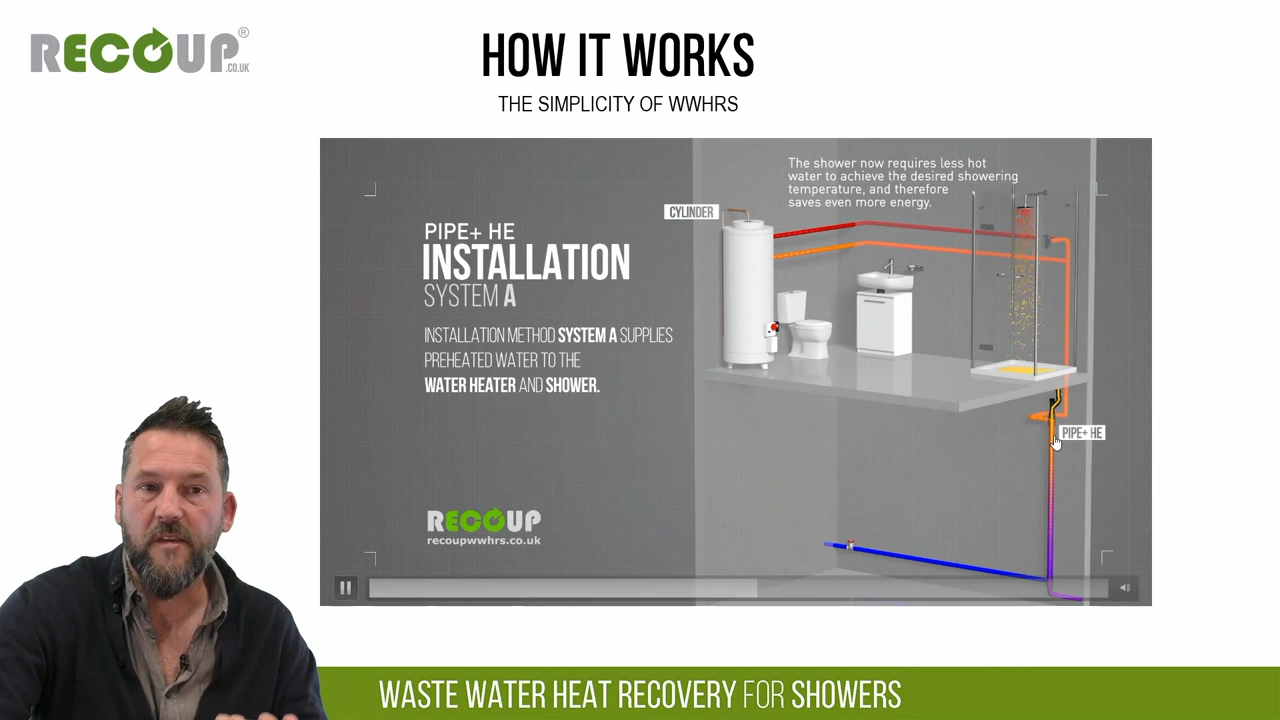 RECOUP®
.CO.UK
HOW IT WORKS
THE SIMPLICITY OF WWHRS
The shower now requires less hot
water to achieve the desired showering
temperature, and therefore
saves even more energy.
CYLINDER
PIPE+ HE
INSTALLATION
SYSTEM A
INSTALLATION METHOD SYSTEM A SUPPLIES
PREHEATED WATER TO THE
WATER HEATER AND SHOWER.
PIPE+ HE
RECOUP
recoupwwhrs.co.uk
WASTE WATER HEAT RECOVERY FOR SHOWERS